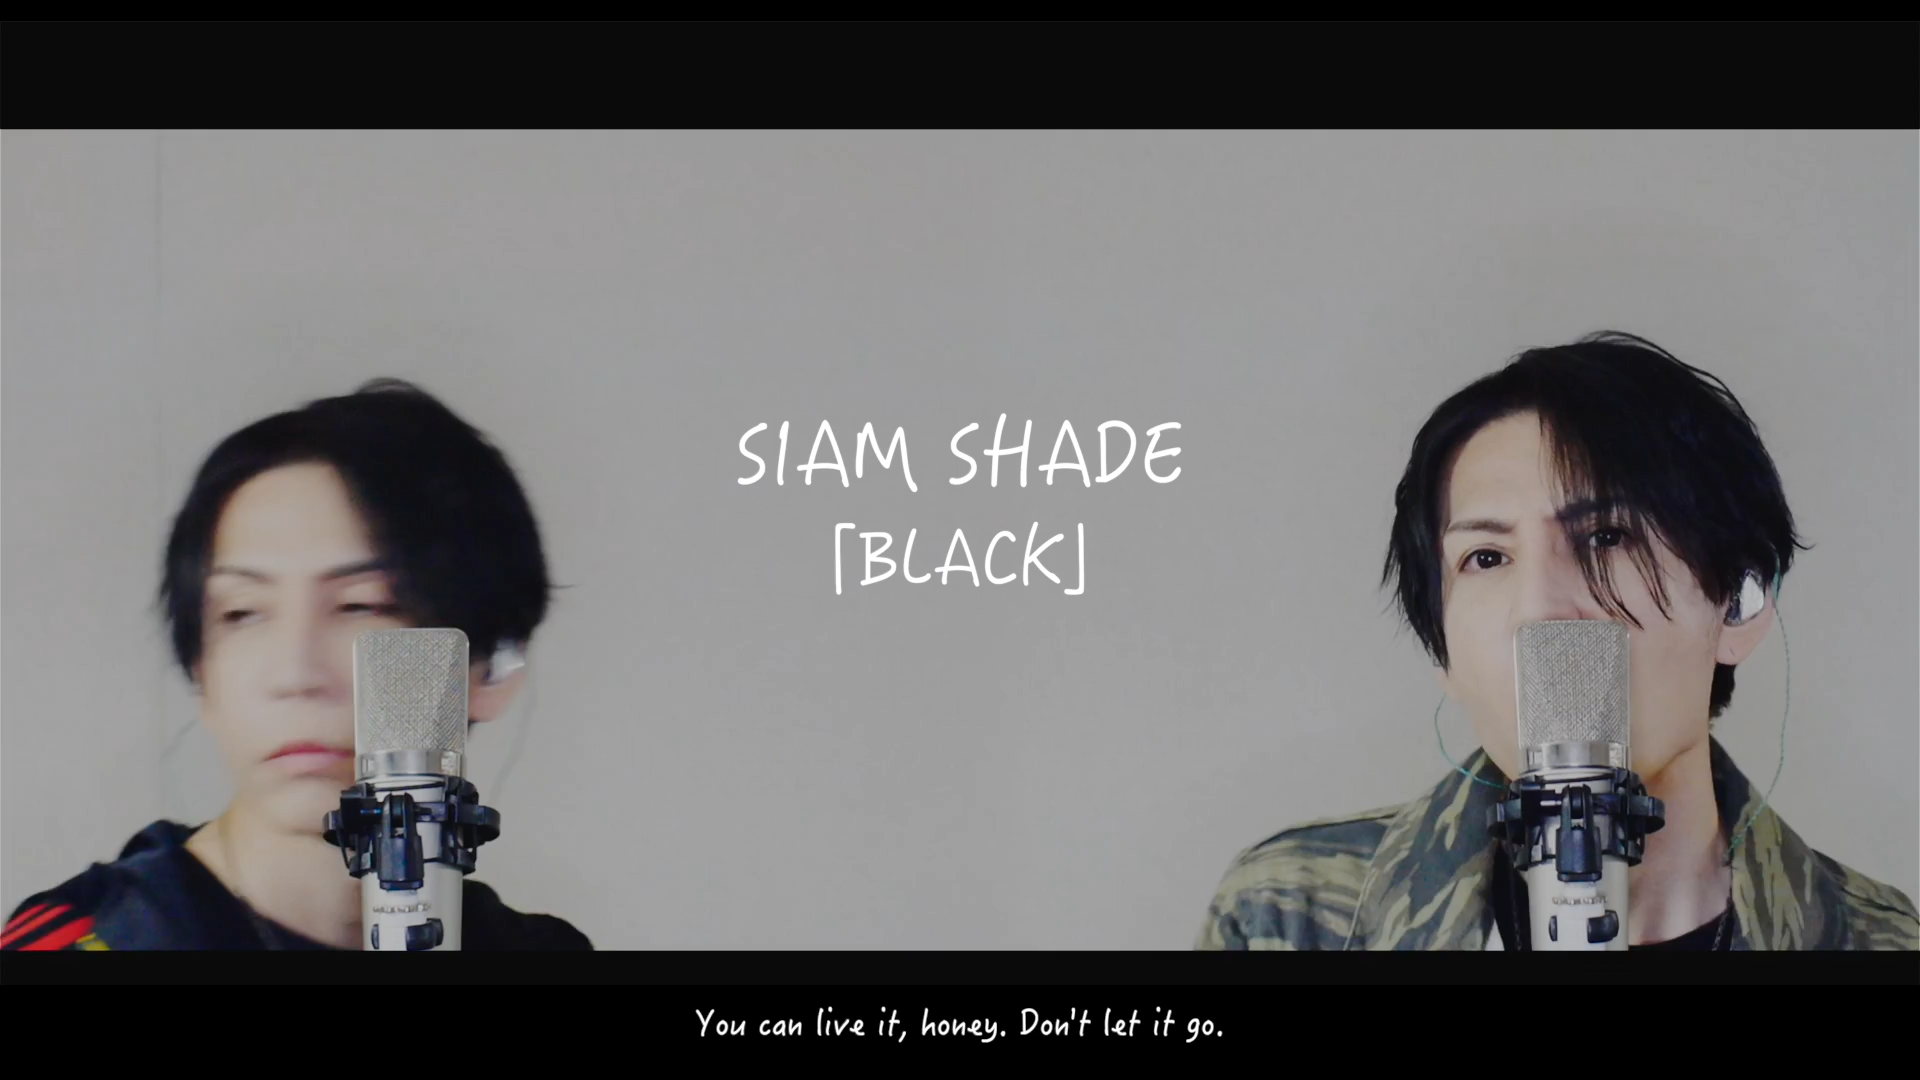 SIAM SHADE
「BLACK」
You can live it, honey. Don't let it go.